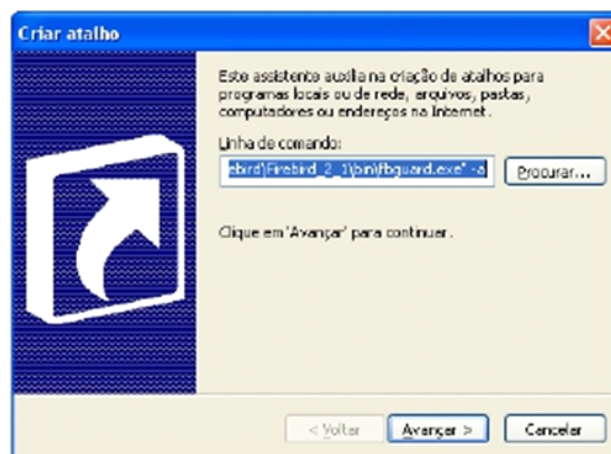 Criar atalho
Este assistente auxilia na criação de atalhos para
programas locais ou de rede, arquivos, pastas,
computadores ou endereços na Internet.
Linha de comando:
ebird\Firebird_2_1\bin\fbguard.exe" -a
Procurar...
Clique em 'Avançar' para continuar.
< Voltar
Avançar >
Cancelar